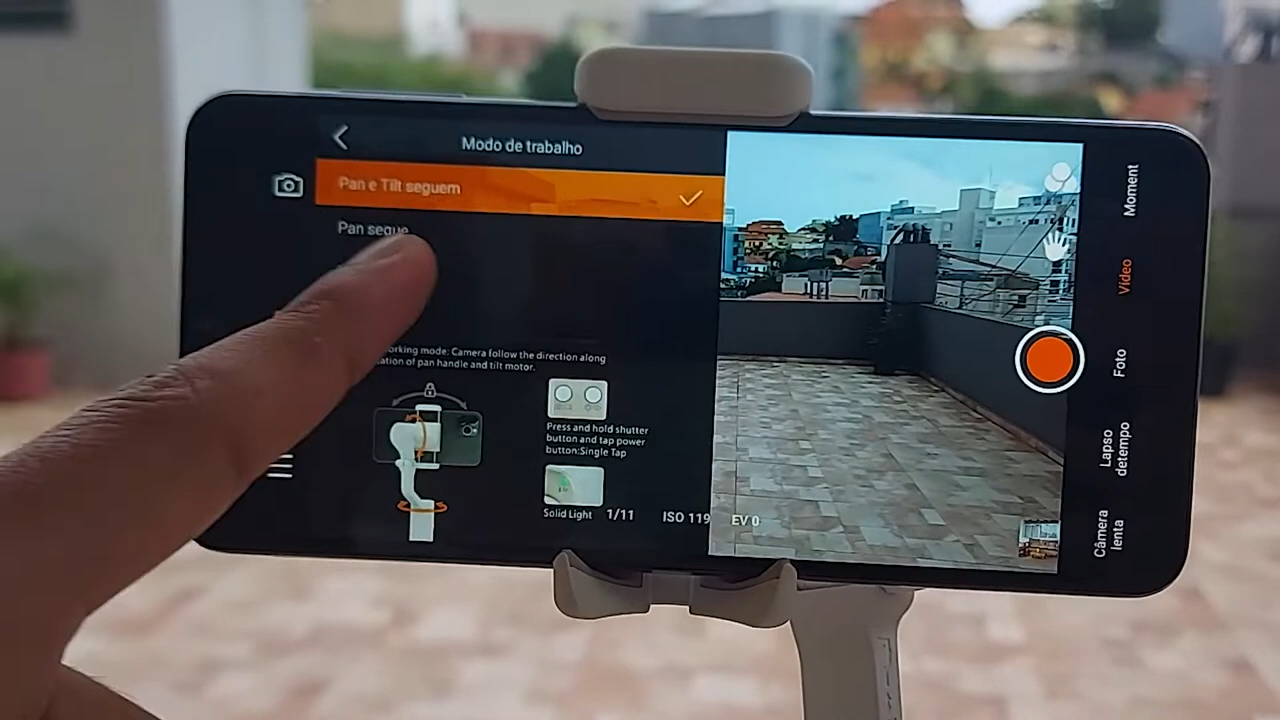 Modo de trabalho
Pan e Tilt seguem
Pan segue
orking mode: Camera follow the direction along
ation of pan handle and tilt motor.
Press and hold shutter
button and tap power
button:Single Tap
Solid Light
1/11
ISO 119
EV 0
Moment
Vídeo
Foto
Lapso
detempo
Câmera
lenta